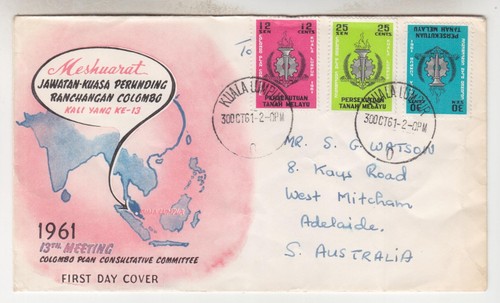 Meshuarat
JAWATAN-KUASA PERUNDING
RANCHANGAN COLOMBO
KALI YANG KE-13
1961
13TH MEETING
COLOMBO PLAN CONSULTATIVE COMMITTEE
FIRST DAY COVER
To
12 SEN
12 CENTS
PERSEKUTUAN
TANAH MELAYU
25 SEN
25 CENTS
PERSEKUTUAN
TANAH MELAYU
PERSEKUTUAN
TANAH MELAYU
30 SEN
30 CENTS
KUALA LUMPUR
30OCT61-2-0PM
KUALA LUMPUR
30OCT61-2-0PM
MR. S. G. WATSON
8 Kays Road
West Mitcham
Adelaide.
S. AUSTRALIA